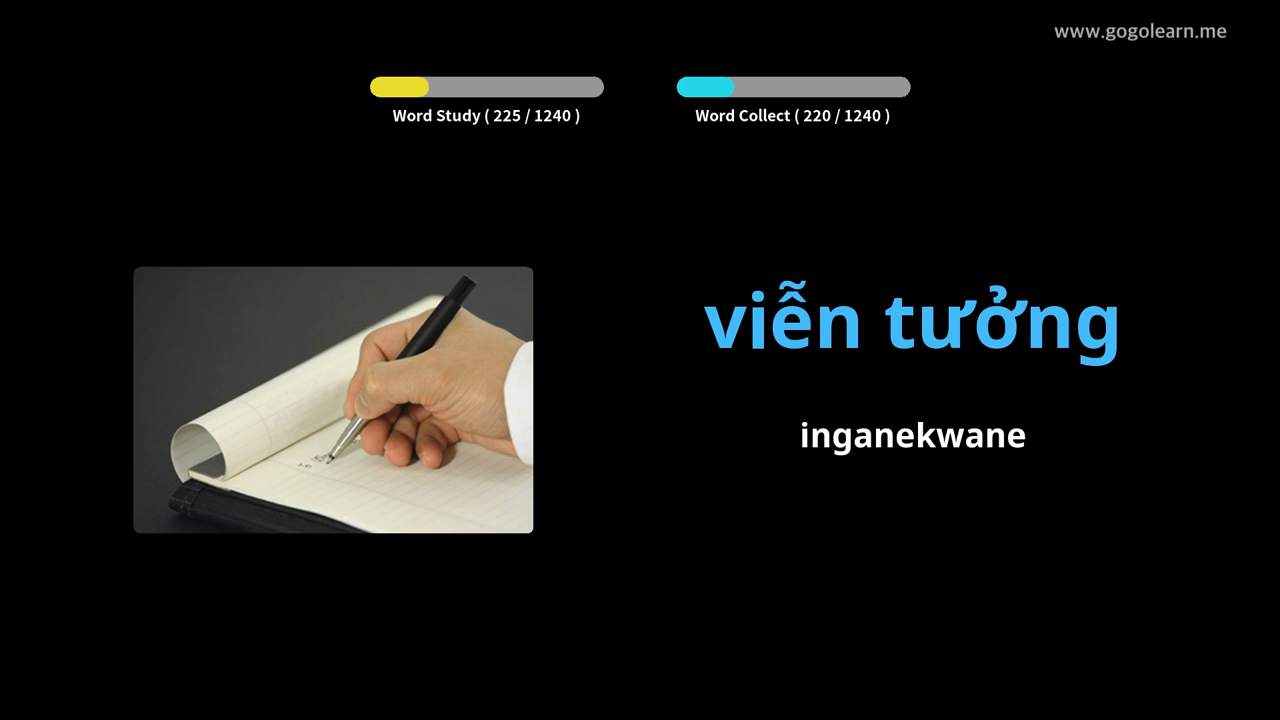 www.gogolearn.me
Word Study ( 225 / 1240 )
Word Collect ( 220 / 1240 )
viễn tưởng
inganekwane